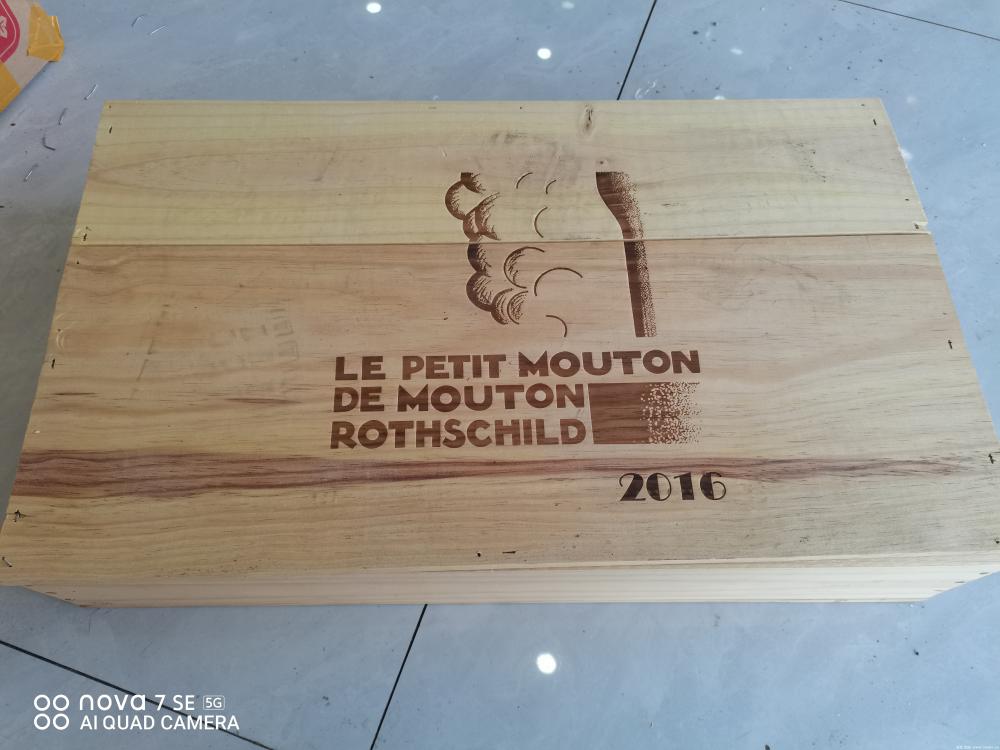 LE PETIT MOUTON
DE MOUTON
ROTHSCHILD
2016
nova 7 SE 5G
AI QUAD CAMERA